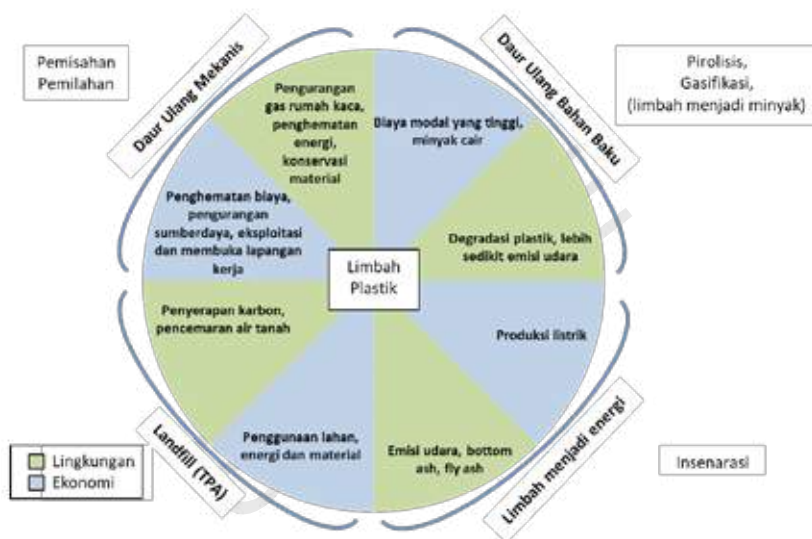 Pemisahan
Pemilahan
Daur Ulang Mekanis
Pengurangan
gas rumah kaca,
penghematan
energi,
konservasi
material
Biaya modal yang tinggi,
minyak cair
Daur Ulang Bahan Baku
Pirolisis,
Gasifikasi,
(limbah menjadi minyak)
Penghematan biaya,
pengurangan
sumberdaya, eksploitasi
dan membuka lapangan
kerja
Degradasi plastik, lebih
sedikit emisi udara
Limbah
Plastik
Penyerapan karbon,
pencemaran air tanah
Produksi listrik
Penggunaan lahan,
energi dan material
Emisi udara, bottom
ash, fly ash
Landfill (TPA)
Limbah menjadi energi
Insenarasi
Lingkungan
Ekonomi